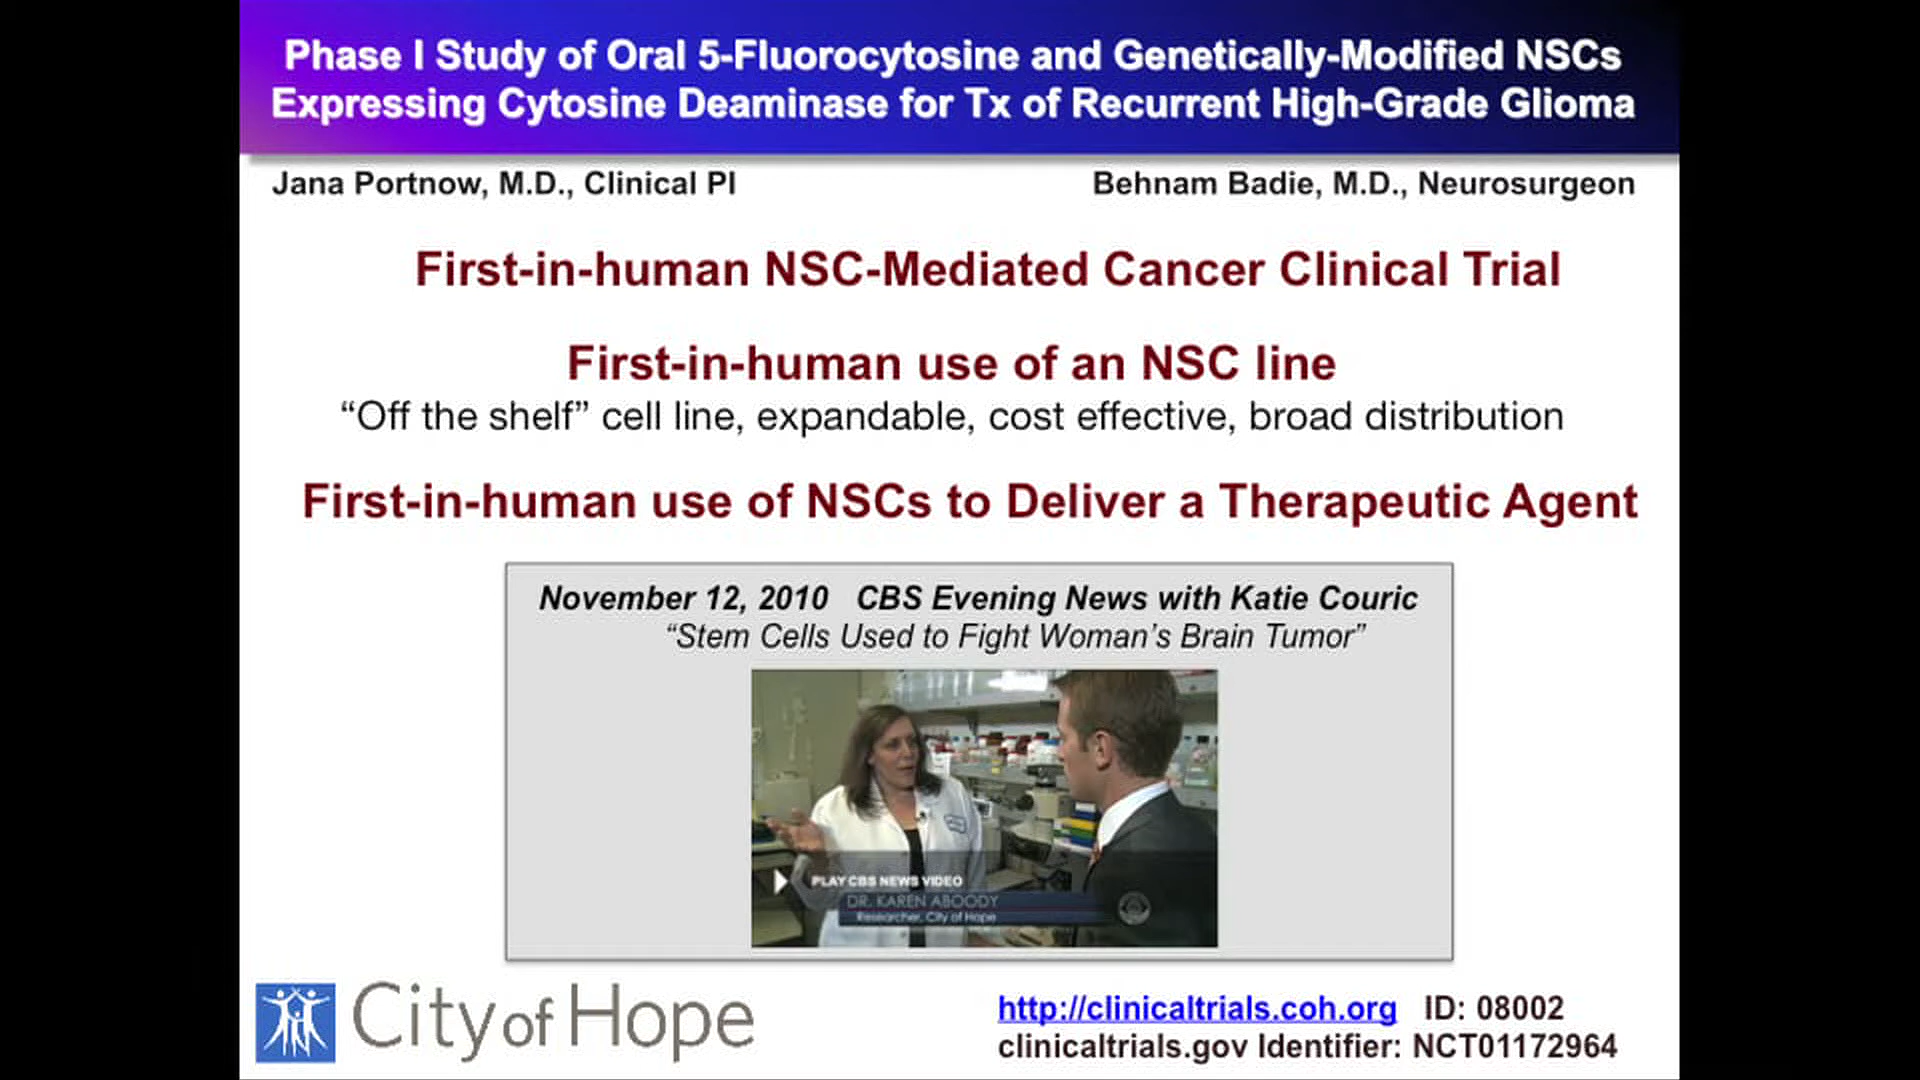 Phase I Study of Oral 5-Fluorocytosine and Genetically-Modified NSCs
Expressing Cytosine Deaminase for Tx of Recurrent High-Grade Glioma
Jana Portnow, M.D., Clinical PI
Behnam Badie, M.D., Neurosurgeon
First-in-human NSC-Mediated Cancer Clinical Trial
First-in-human use of an NSC line
“Off the shelf” cell line, expandable, cost effective, broad distribution
First-in-human use of NSCs to Deliver a Therapeutic Agent
November 12, 2010 CBS Evening News with Katie Couric
“Stem Cells Used to Fight Woman’s Brain Tumor”
PLAY CBS NEWS VIDEO
DR. KAREN ABOODY
Researcher, City of Hope
City of Hope
http://clinicaltrials.coh.org ID: 08002
clinicaltrials.gov Identifier: NCT01172964